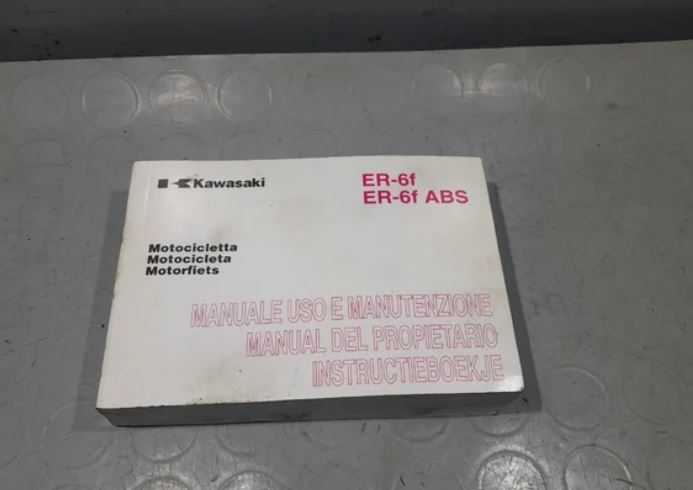 Kawasaki
ER-6f
ER-6f ABS
Motocicletta
Motocicleta
Motorfiets
MANUALE USO E MANUTENZIONE
MANUAL DEL PROPIETARIO
INSTRUCTIEBOEKJE